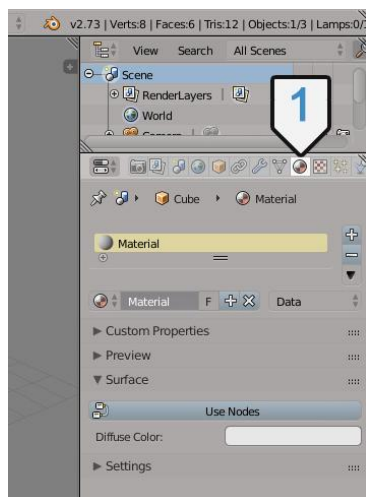 v2.73 | Verts:8 | Faces:6 | Tris:12 | Objects:1/3 | Lamps:0/
View Search All Scenes
Scene
RenderLayers |
World
Camera |
1
Cube Material
Material
Material F Data
Custom Properties
Preview
Surface
Use Nodes
Diffuse Color:
Settings